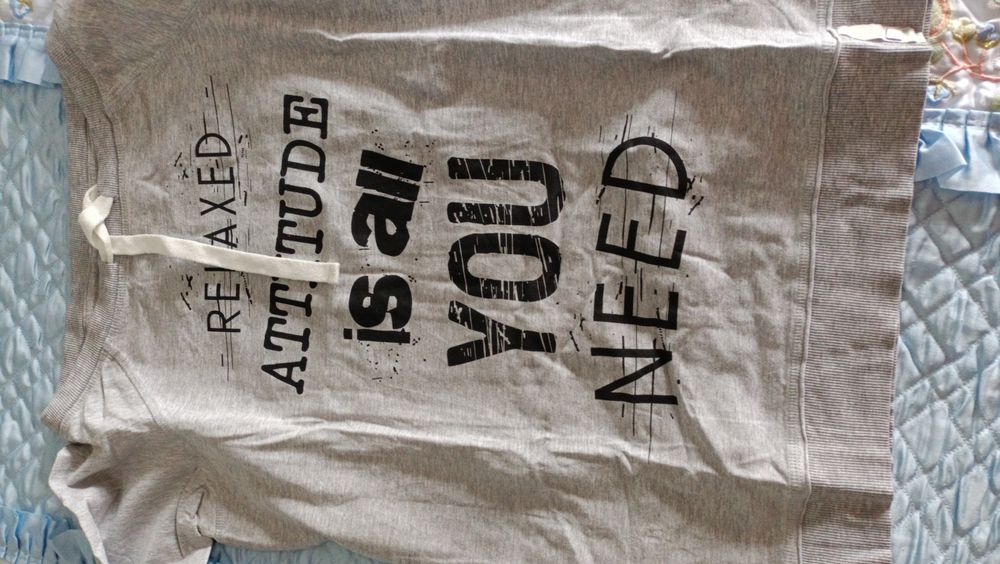 RELAXED
ATTITUDE
is all
YOU
NEED